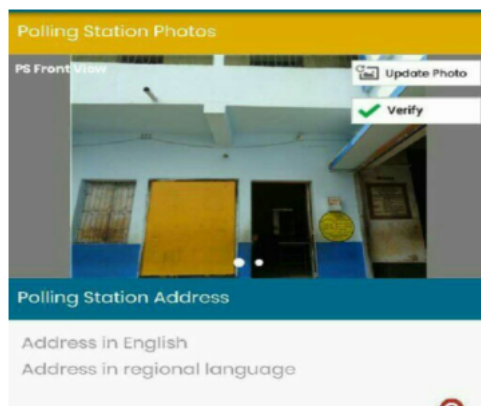 Polling Station Photos
PS Front View
Update Photo
Verify
Polling Station Address
Address in English
Address in regional language